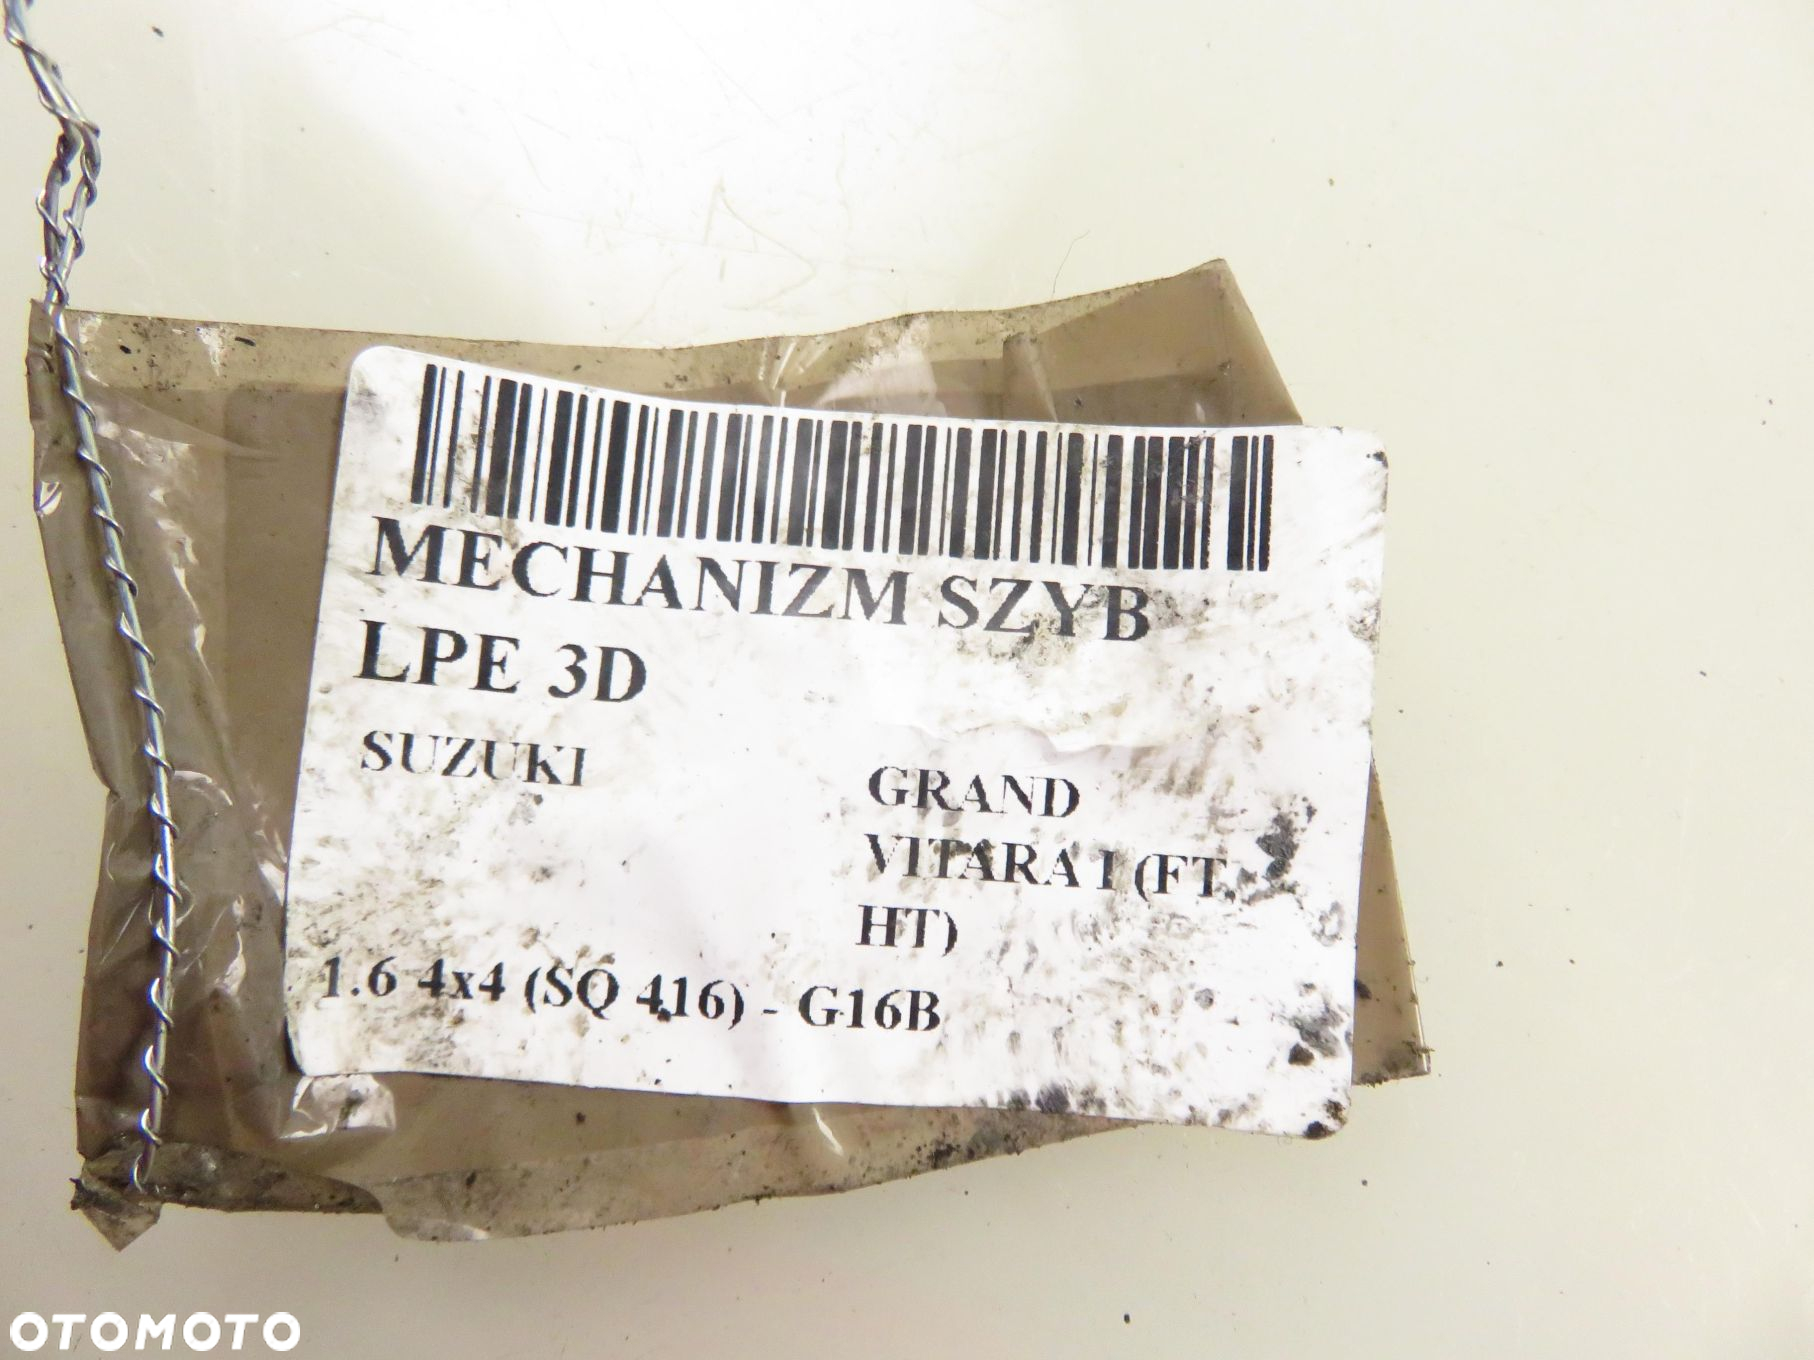 MECHANIZM SZYB
LPE 3D
SUZUKI
GRAND
VITARA I (FT,
HT)
1.6 4x4 (SQ 416) - G16B
OTOMOTO